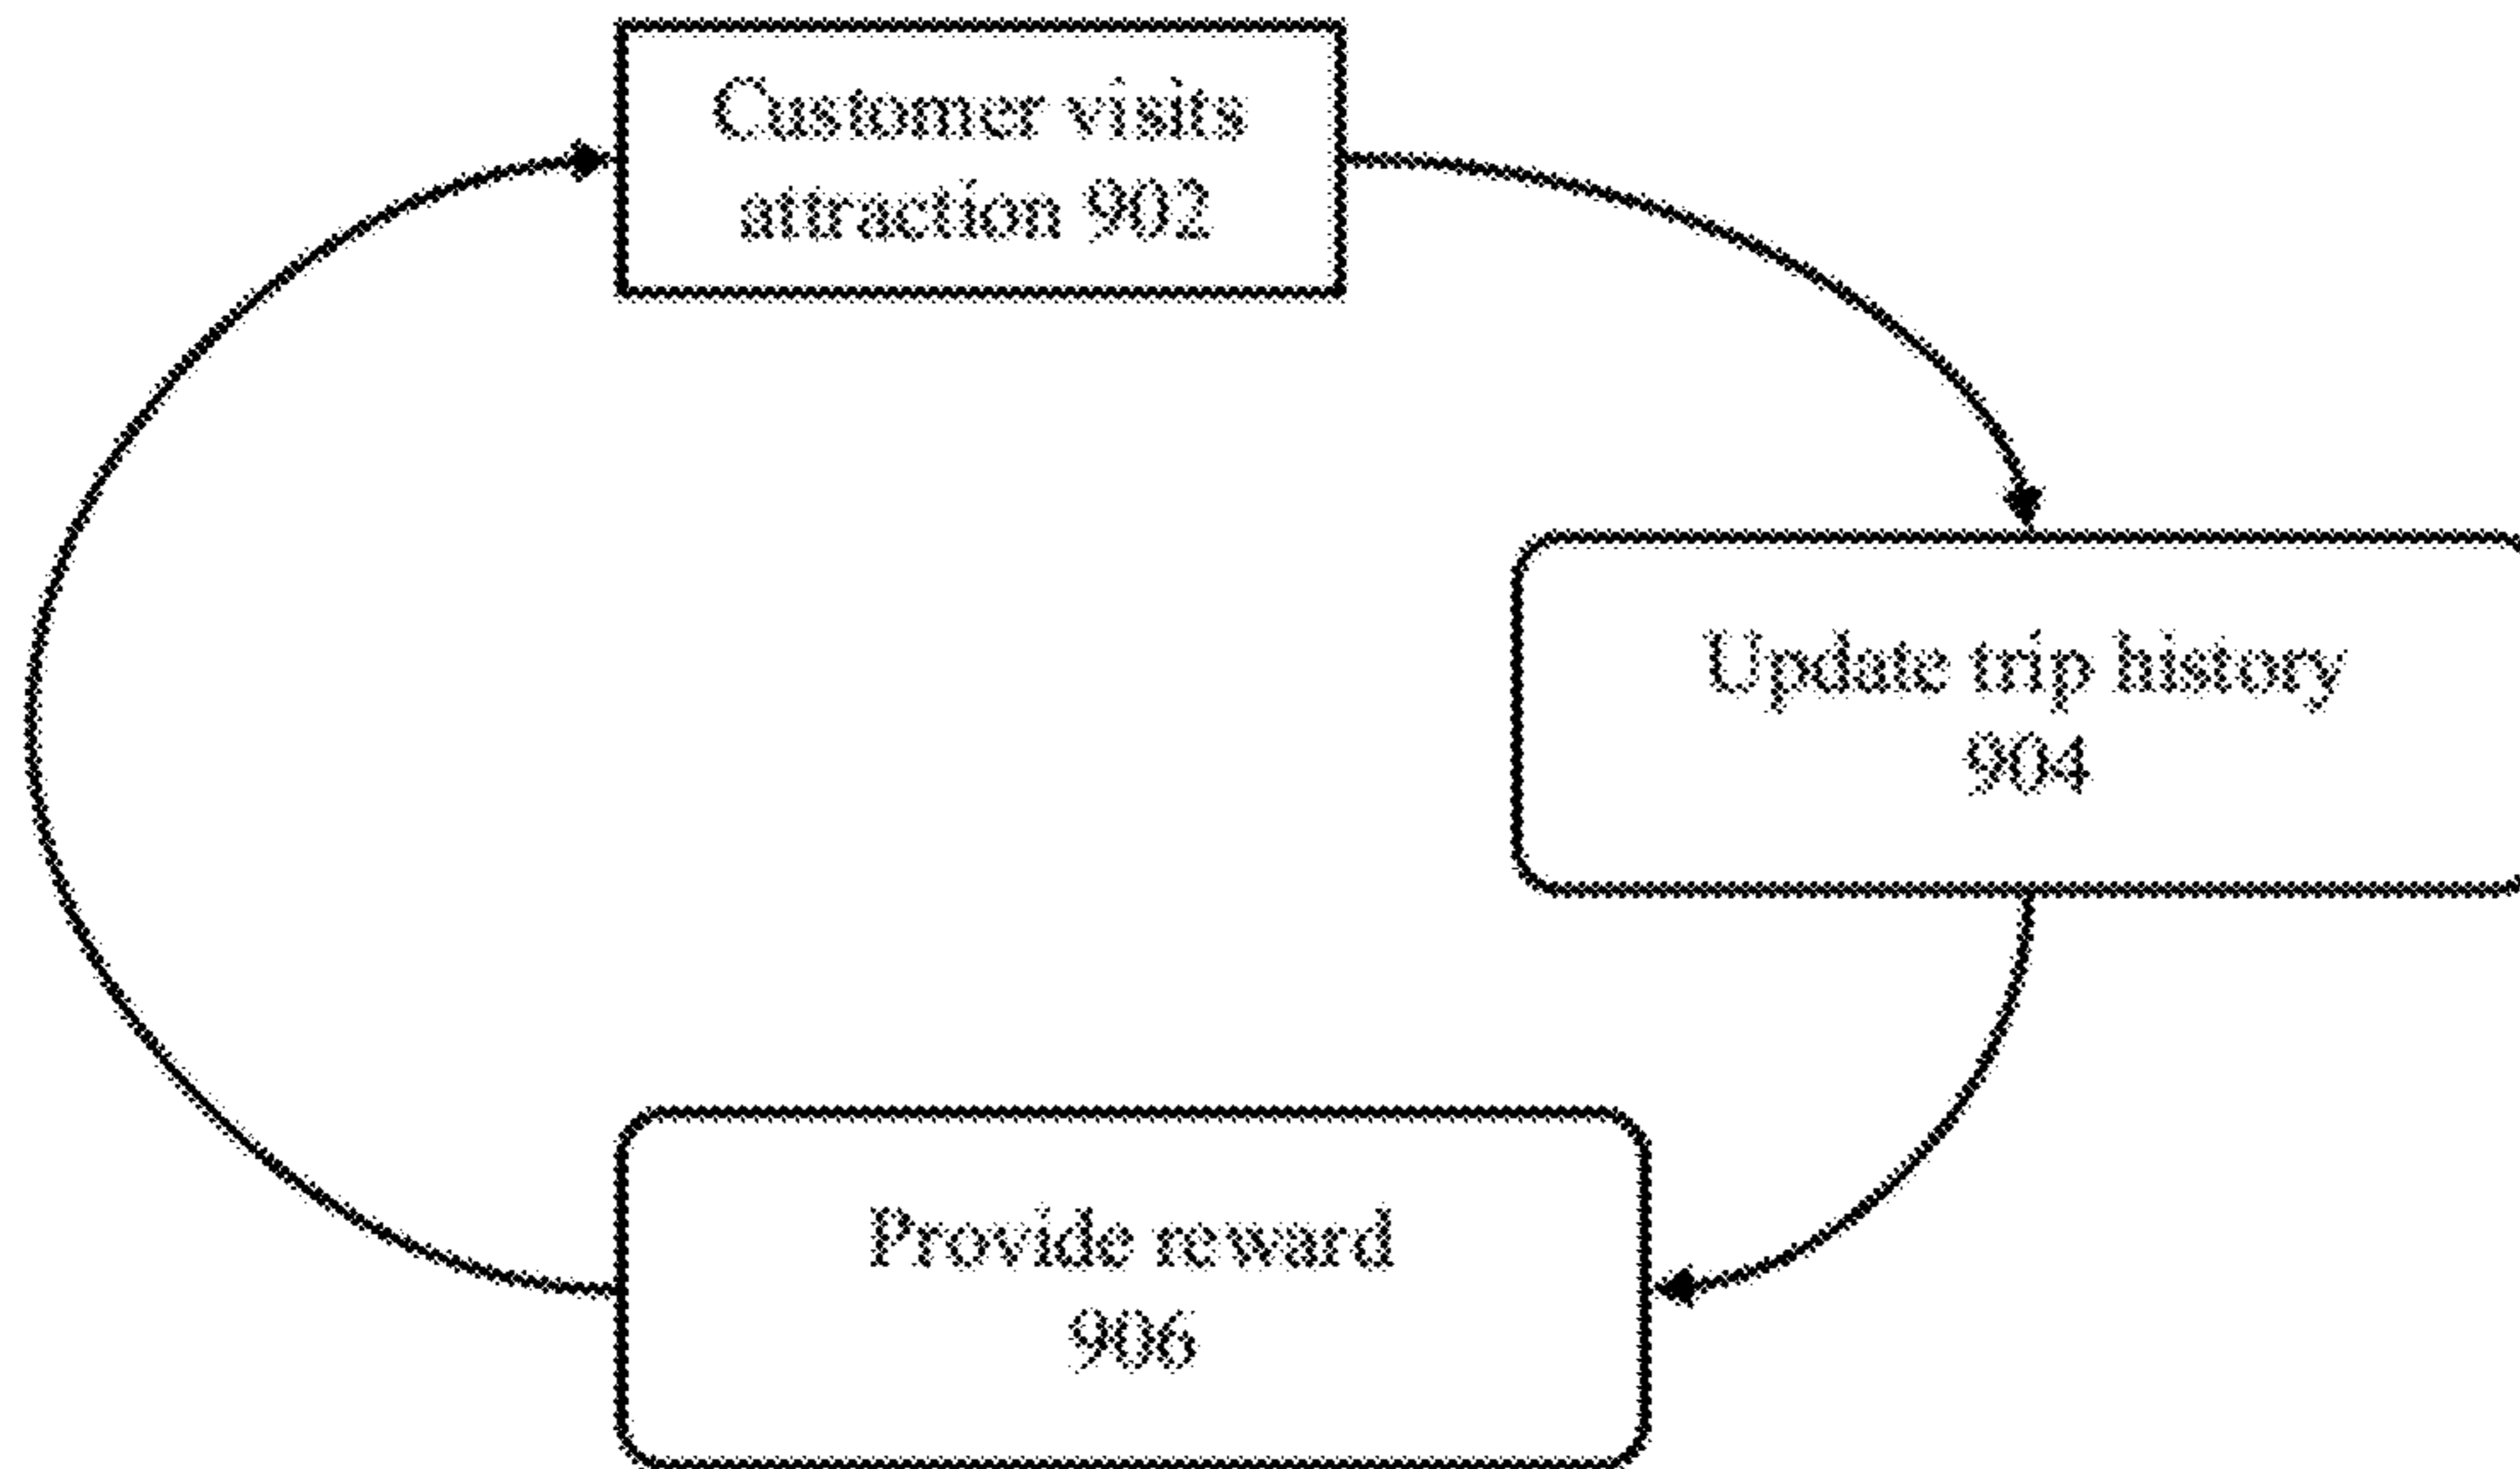 Customer visits
attraction 902
Update trip history
904
Provide reward
906